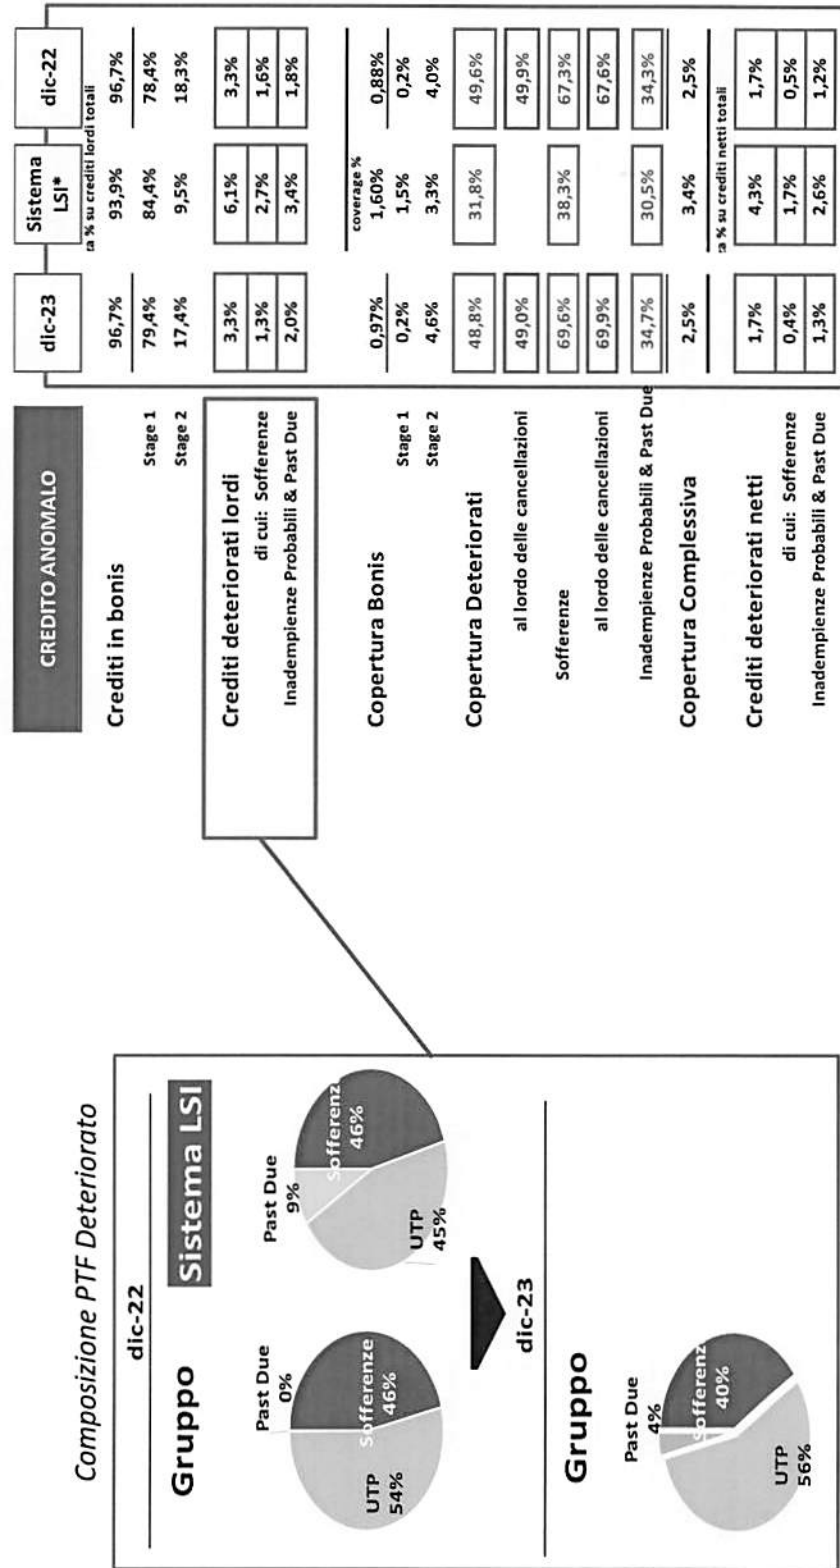 Composizione PTF Deteriorato
dic-22
Gruppo
Sistema LSI
Past Due
0%
Sofferenze
46%
UTP
54%
Past Due
9%
Sofferenz
46%
UTP
45%
dic-23
Gruppo
Past Due
4%
Sofferenz
40%
UTP
56%
CREDITO ANOMALO dic-23 Sistema LSI* dic-22
za % su crediti lordi totali
Crediti in bonis 96,7% 93,9% 96,7%
Stage 1 79,4% 84,4% 78,4%
Stage 2 17,4% 9,5% 18,3%
Crediti deteriorati lordi 3,3% 6,1% 3,3%
di cui: Sofferenze 1,3% 2,7% 1,6%
Inadempienze Probabili & Past Due 2,0% 3,4% 1,8%
coverage %
Copertura Bonis 0,97% 1,60% 0,88%
Stage 1 0,2% 1,5% 0,2%
Stage 2 4,6% 3,3% 4,0%
Copertura Deteriorati 48,8% 31,8% 49,6%
al lordo delle cancellazioni 49,0% 49,9%
Sofferenze 69,6% 38,3% 67,3%
al lordo delle cancellazioni 69,9% 67,6%
Inadempienze Probabili & Past Due 34,7% 30,5% 34,3%
Copertura Complessiva 2,5% 3,4% 2,5%
za % su crediti netti totali
Crediti deteriorati netti 1,7% 4,3% 1,7%
di cui: Sofferenze 0,4% 1,7% 0,5%
Inadempienze Probabili & Past Due 1,3% 2,6% 1,2%